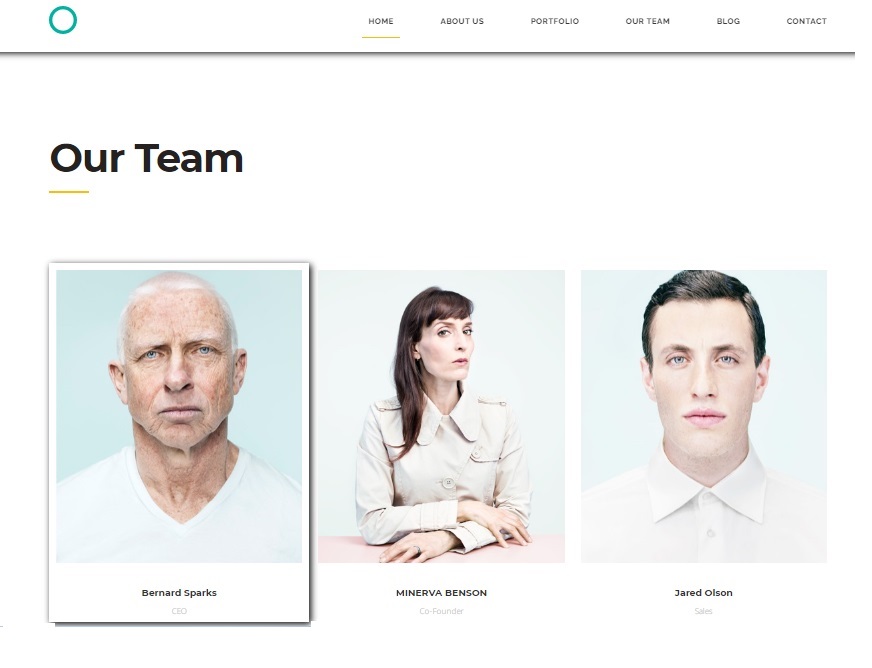 HOME ABOUT US PORTFOLIO OUR TEAM BLOG CONTACT
Our Team
Bernard Sparks MINERVA BENSON Jared Olson
CEO Co-Founder Sales